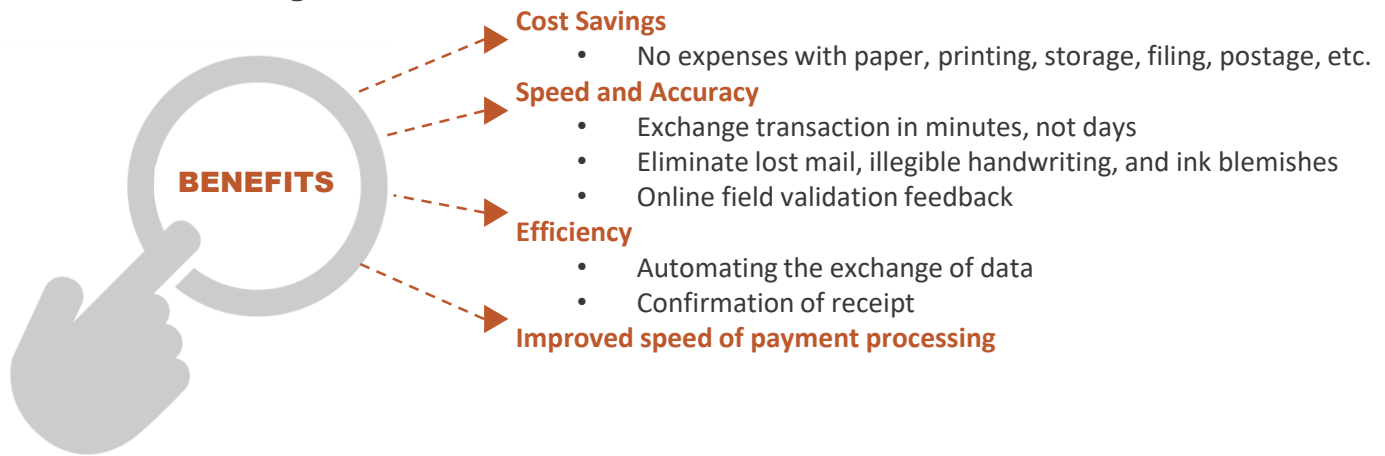 BENEFITS
Cost Savings
• No expenses with paper, printing, storage, filing, postage, etc.
Speed and Accuracy
• Exchange transaction in minutes, not days
• Eliminate lost mail, illegible handwriting, and ink blemishes
• Online field validation feedback
Efficiency
• Automating the exchange of data
• Confirmation of receipt
Improved speed of payment processing